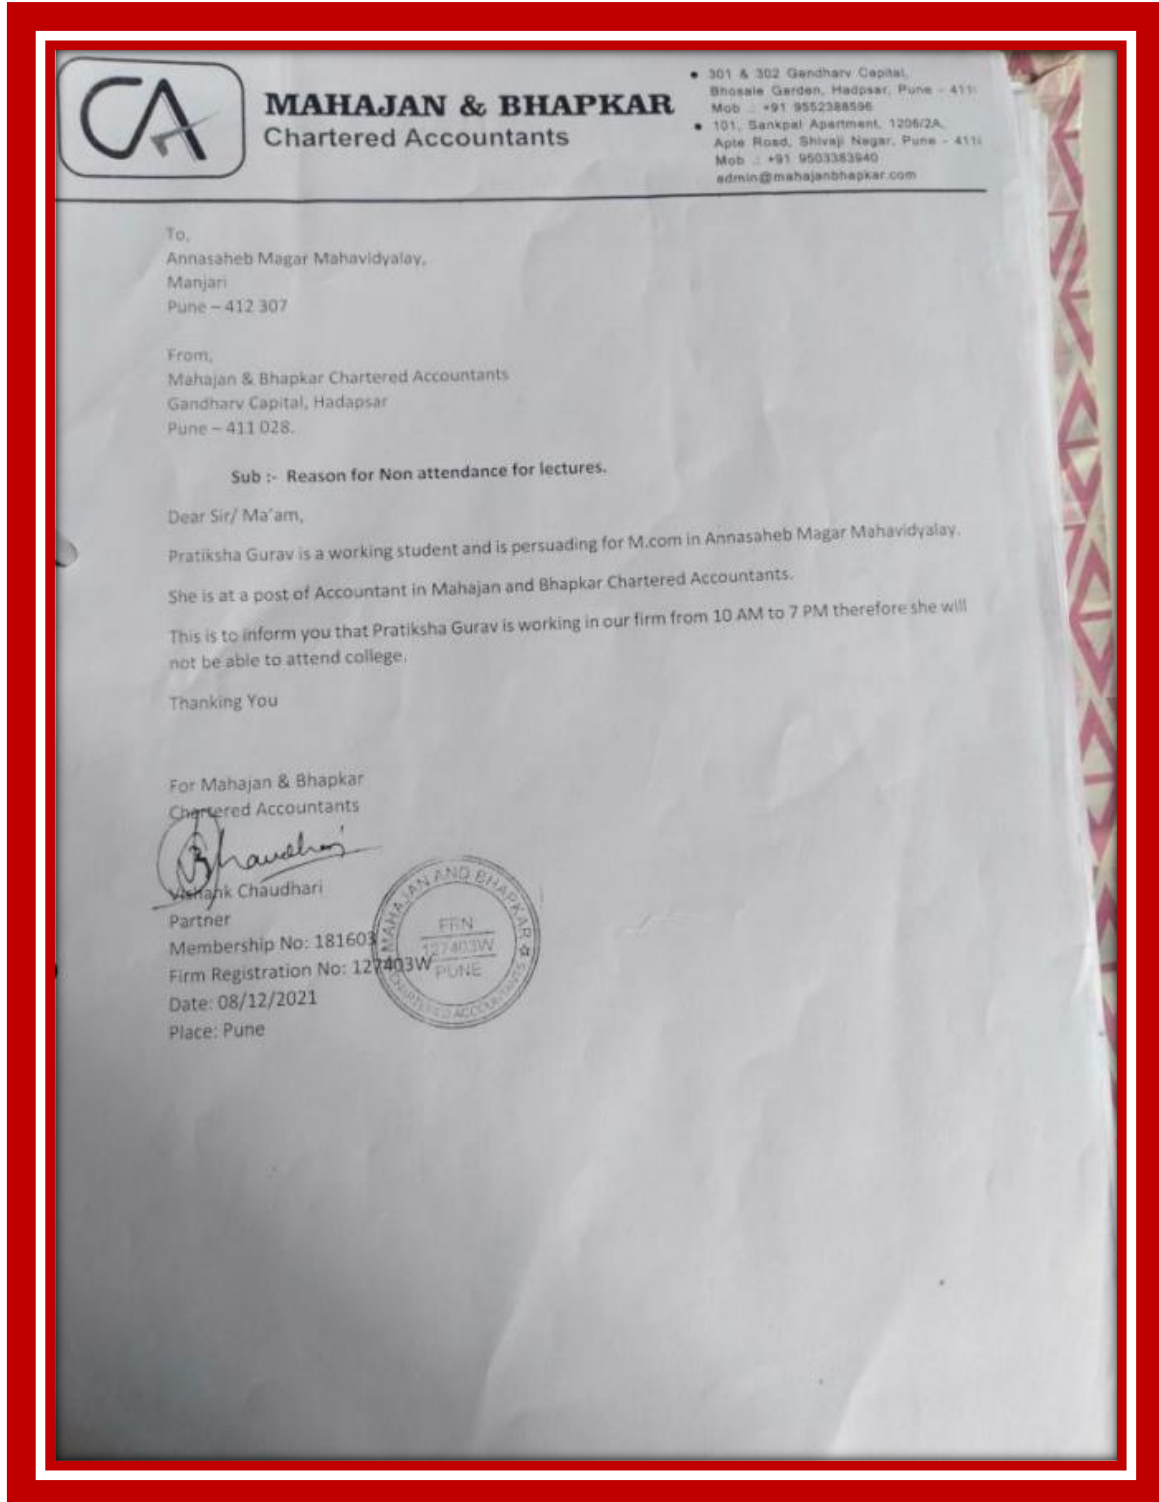 CA
MAHAJAN & BHAPKAR
Chartered Accountants
• 301 & 302 Gandharv Capital,
Bhosale Garden, Hadpsar, Pune - 411
Mob .: +91 9552388596
• 101, Sankpal Apartment, 1206/2A,
Apte Road, Shivaji Nagar, Pune - 411
Mob .: +91 9503383940
admin@mahajanbhapkar.com
To,
Annasaheb Magar Mahavidyalay,
Manjari
Pune – 412 307
From,
Mahajan & Bhapkar Chartered Accountants
Gandharv Capital, Hadapsar
Pune – 411 028.
Sub :- Reason for Non attendance for lectures.
Dear Sir/ Ma'am,
Pratiksha Gurav is a working student and is persuading for M.com in Annasaheb Magar Mahavidyalay.
She is at a post of Accountant in Mahajan and Bhapkar Chartered Accountants.
This is to inform you that Pratiksha Gurav is working in our firm from 10 AM to 7 PM therefore she will
not be able to attend college.
Thanking You
For Mahajan & Bhapkar
Chartered Accountants
Vishank Chaudhari
Partner
Membership No: 181603
Firm Registration No: 127403W
Date: 08/12/2021
Place: Pune
MAHAJAN AND BHAPKAR
FRN
127403W
PUNE
CHARTERED ACCOUNTANTS